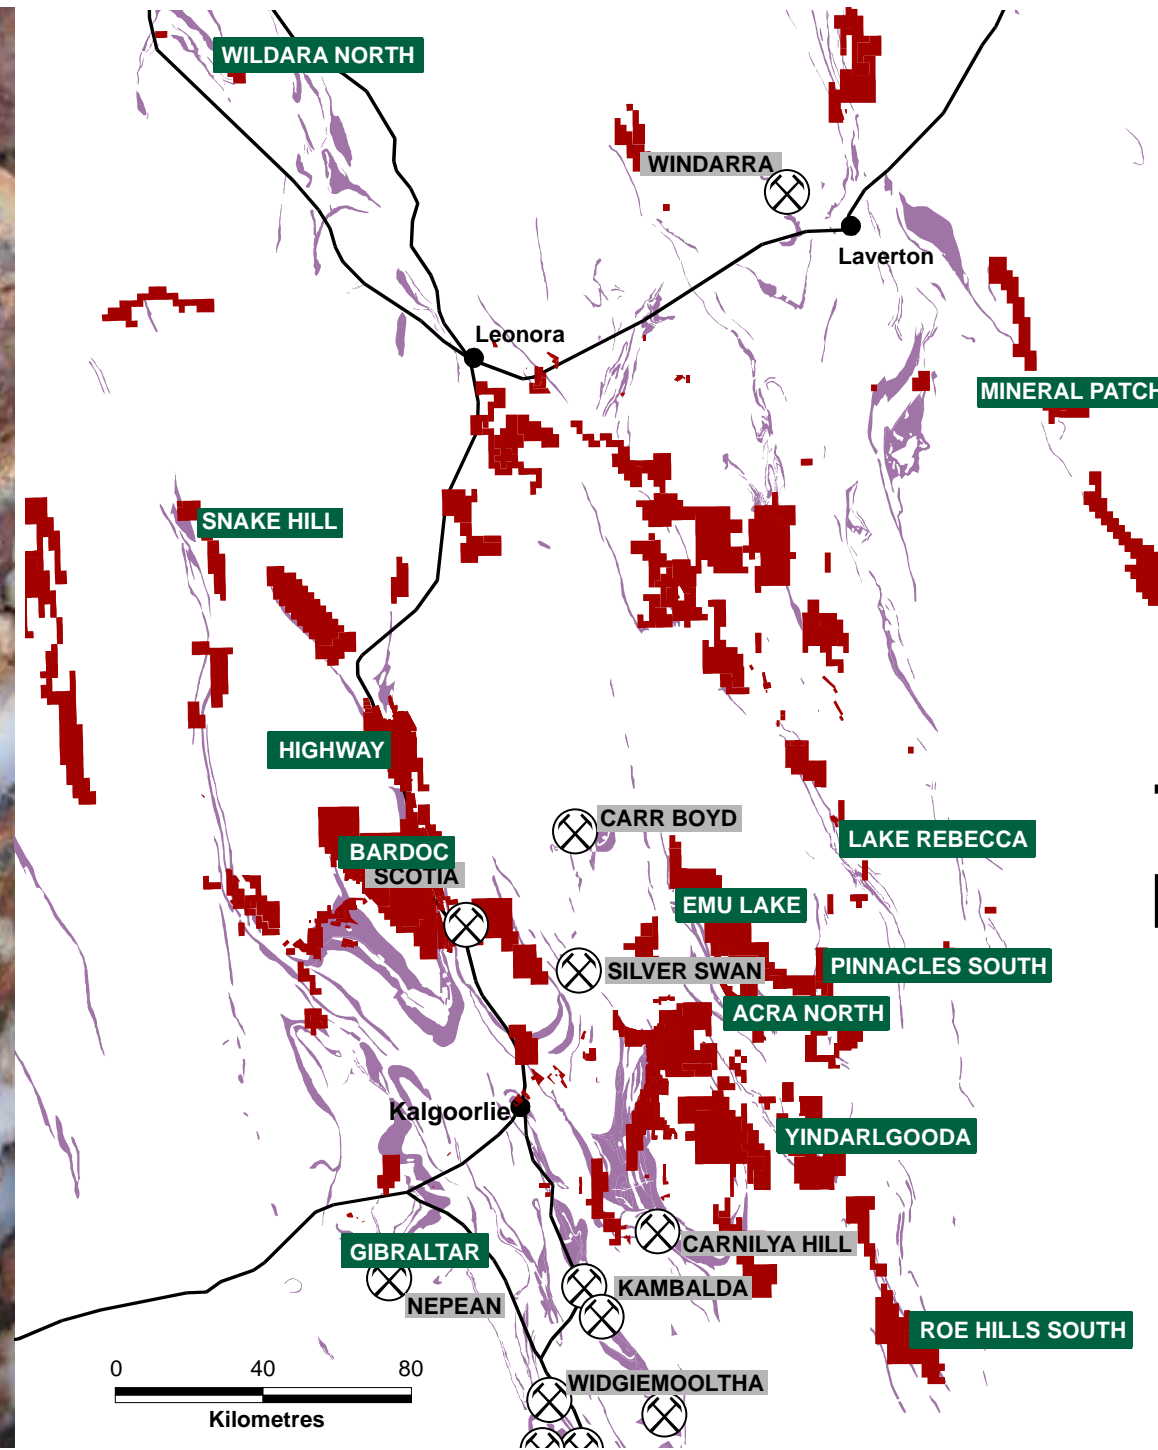 WILDARA NORTH
WINDARRA
Laverton
Leonora
MINERAL PATCH
SNAKE HILL
HIGHWAY
CARR BOYD
LAKE REBECCA
BARDOC
SCOTIA
EMU LAKE
SILVER SWAN
PINNACLES SOUTH
ACRA NORTH
Kalgoorlie
YINDARLGOODA
CARNILYA HILL
GIBRALTAR
KAMBALDA
NEPEAN
ROE HILLS SOUTH
WIDGIEMOOLTHA
0 40 80
Kilometres